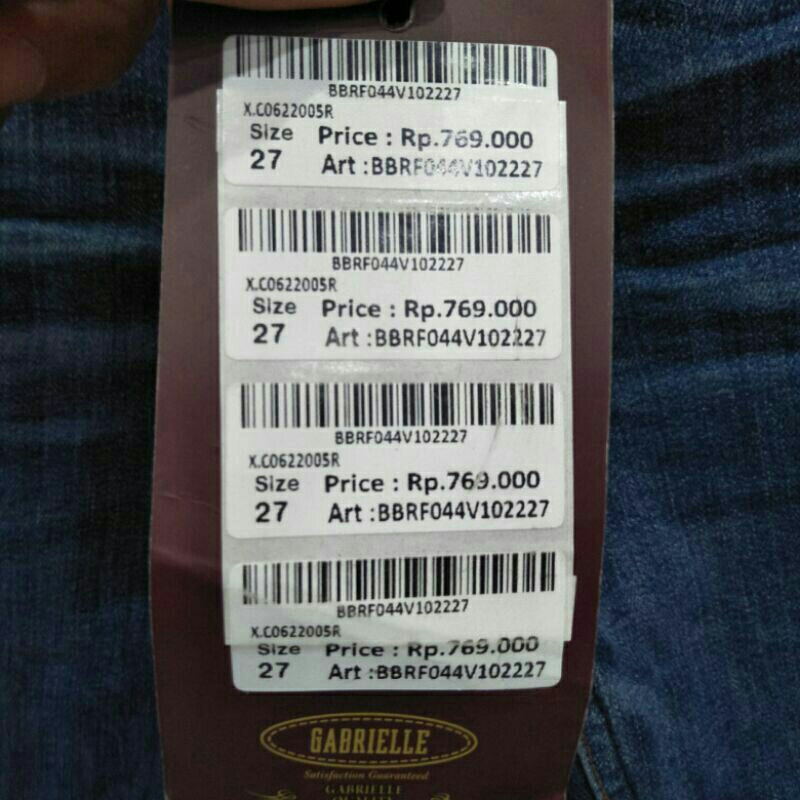 BBRF044V102227
X.C0622005R
Size Price : Rp.769.000
27 Art :BBRF044V102227
BBRF044V102227
X.C0622005R
Size Price : Rp.769.000
27 Art :BBRF044V102227
BBRF044V102227
X.C0622005R
Size Price : Rp.769.000
27 Art :BBRF044V102227
BBRF044V102227
X.C0622005R
Size Price : Rp.769.000
27 Art :BBRF044V102227
GABRIELLE
Satisfaction Guaranteed
GABRIELLE